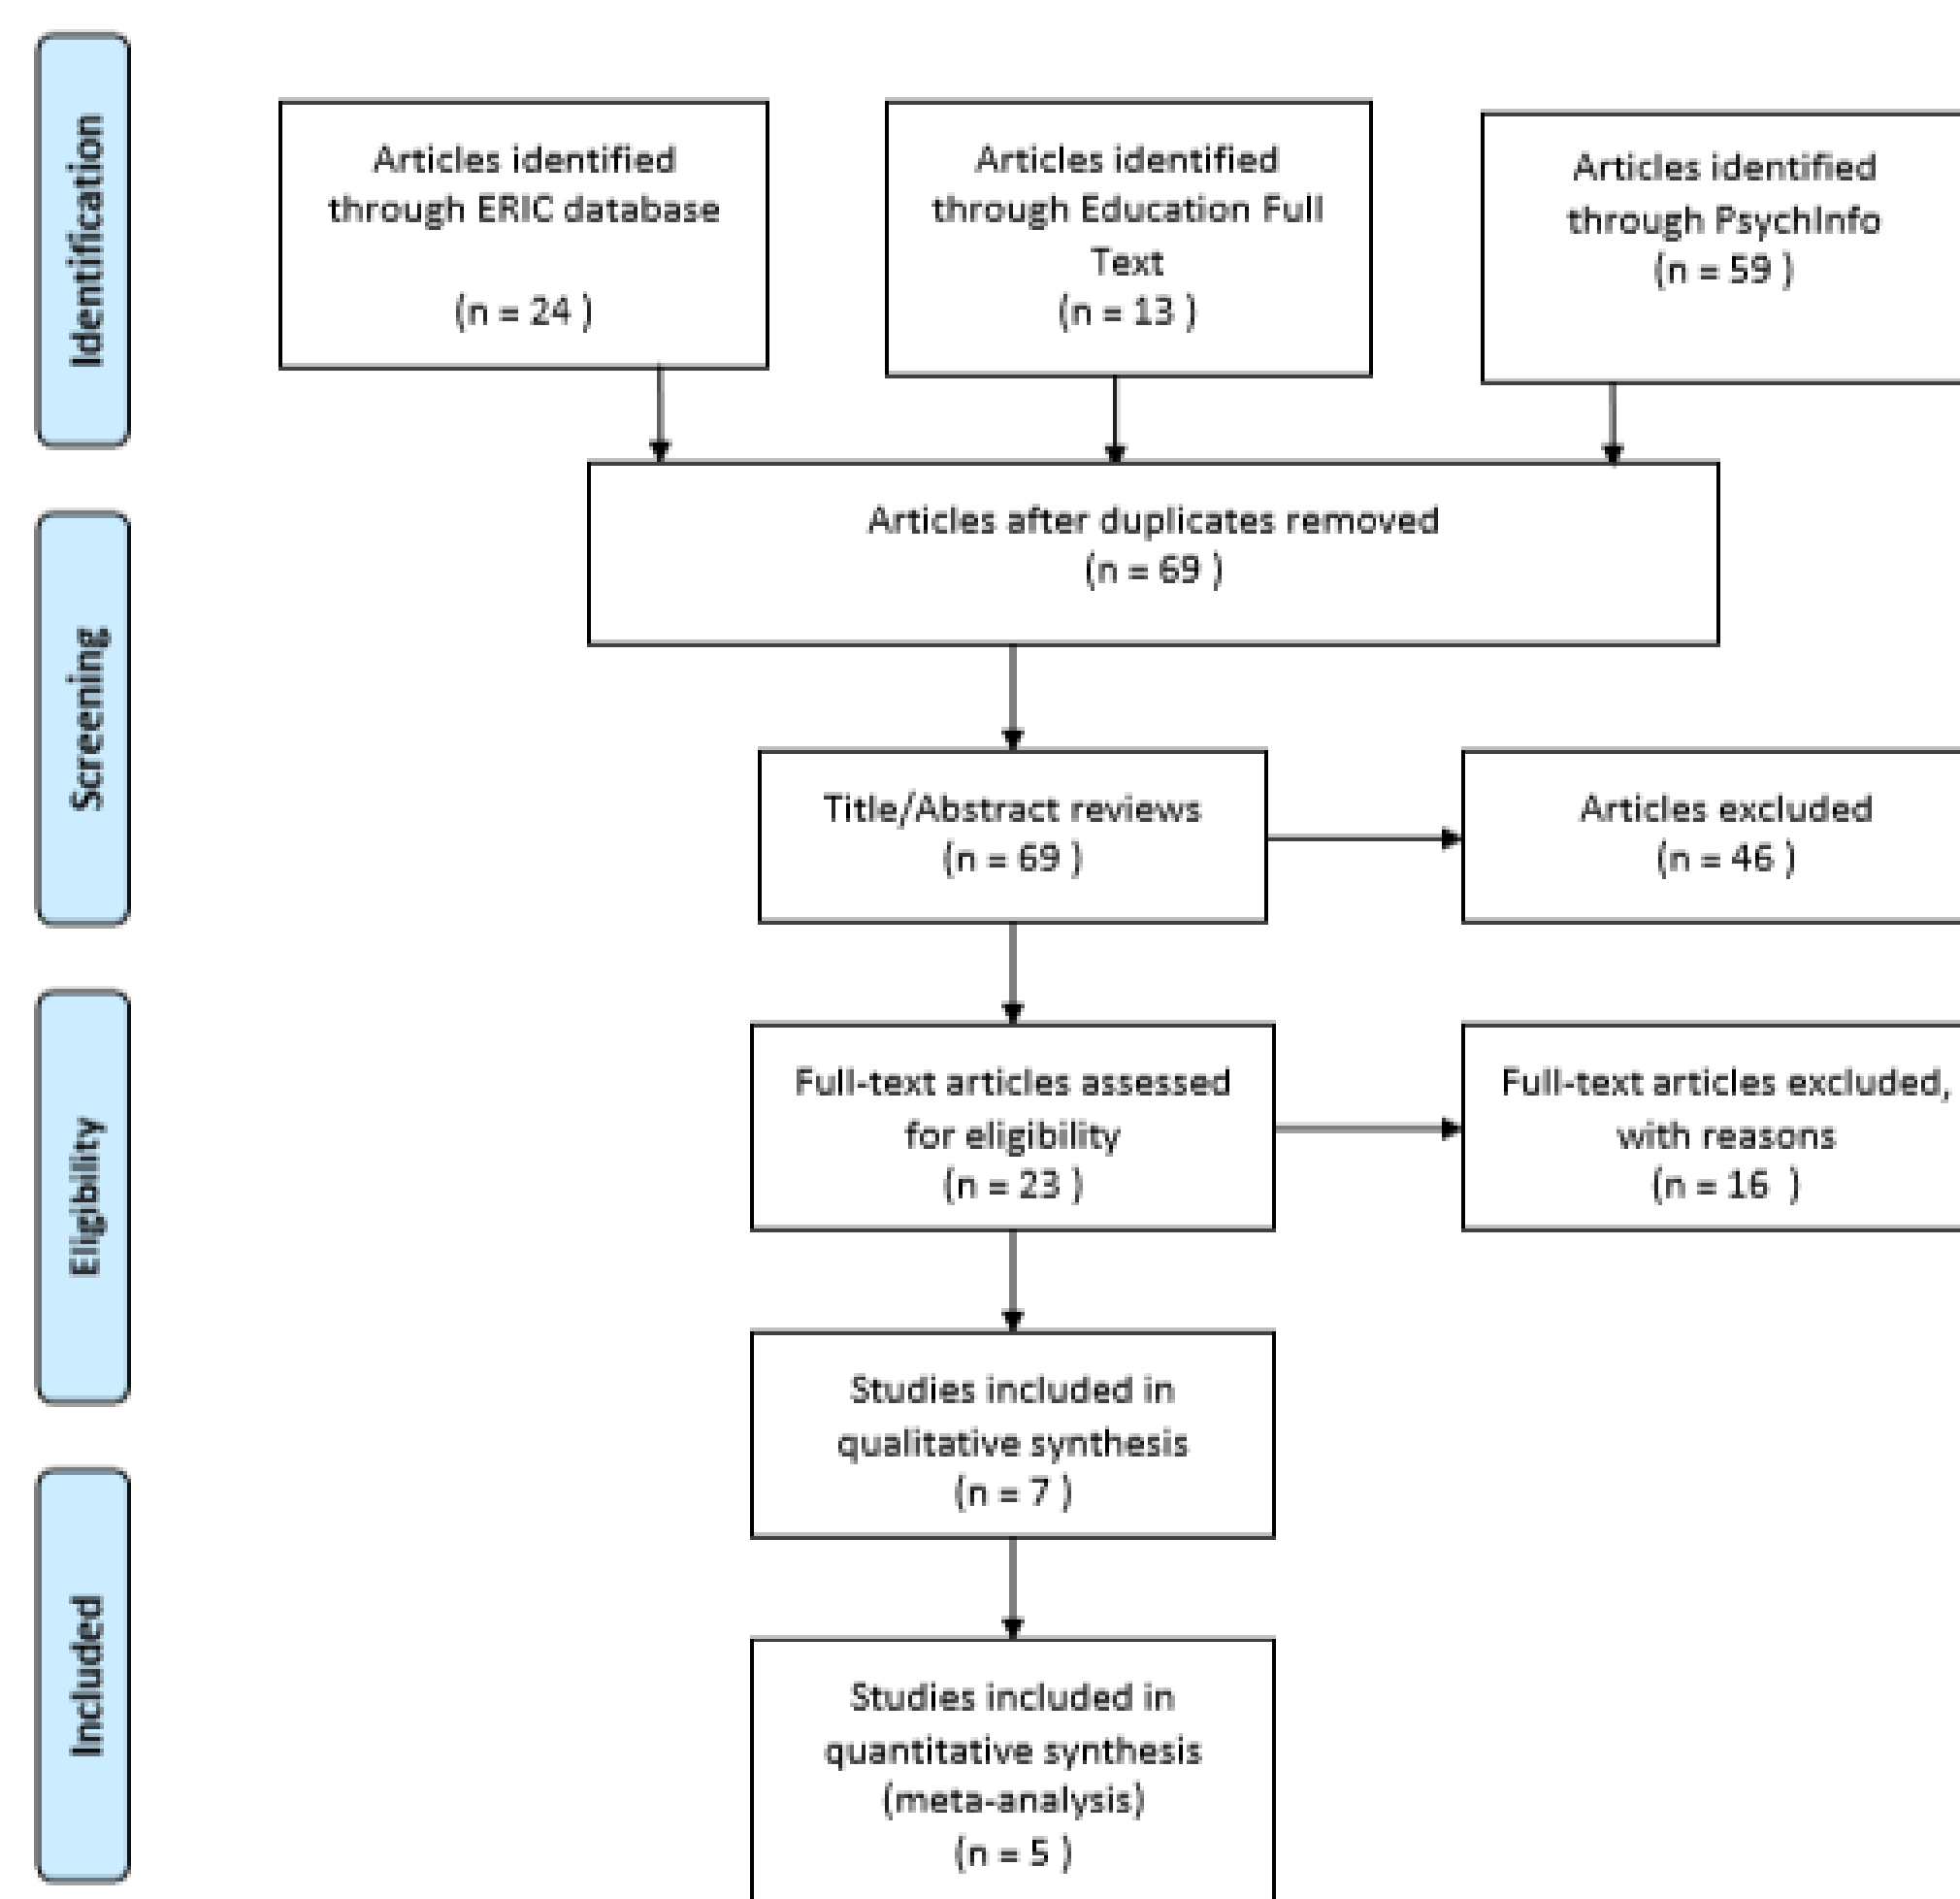 Identification
Articles identified
through ERIC database
(n = 24 )
Articles identified
through Education Full
Text
(n = 13 )
Articles identified
through PsychInfo
(n = 59 )
Screening
Articles after duplicates removed
(n = 69 )
Title/Abstract reviews
(n = 69 )
Articles excluded
(n = 46 )
Eligibility
Full-text articles assessed
for eligibility
(n = 23 )
Full-text articles excluded,
with reasons
(n = 16 )
Studies included in
qualitative synthesis
(n = 7 )
Included
Studies included in
quantitative synthesis
(meta-analysis)
(n = 5 )